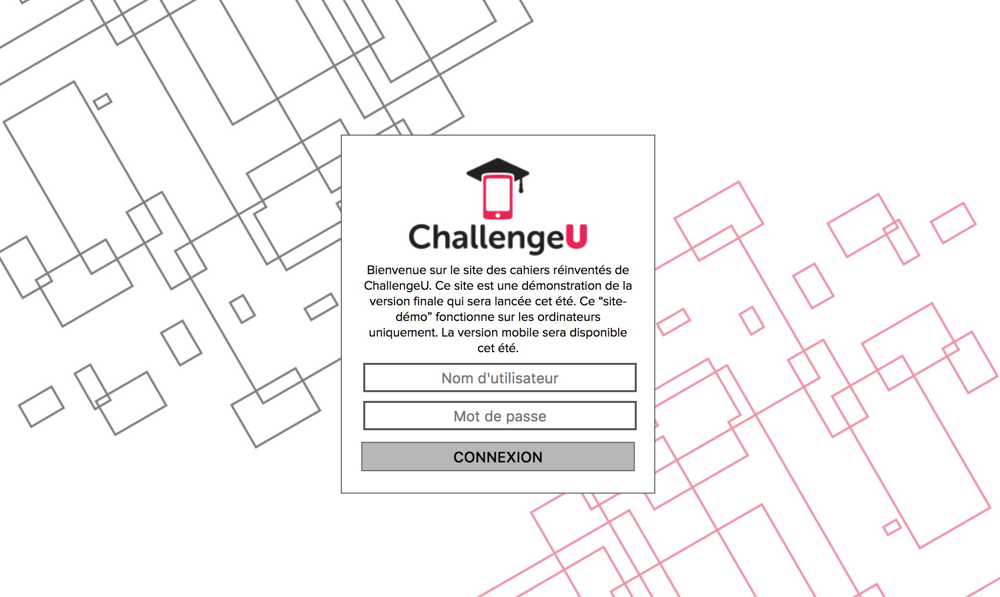 ChallengeU
Bienvenue sur le site des cahiers réinventés de
ChallengeU. Ce site est une démonstration de la
version finale qui sera lancée cet été. Ce “site-
démo” fonctionne sur les ordinateurs
uniquement. La version mobile sera disponible
cet été.
Nom d'utilisateur
Mot de passe
CONNEXION